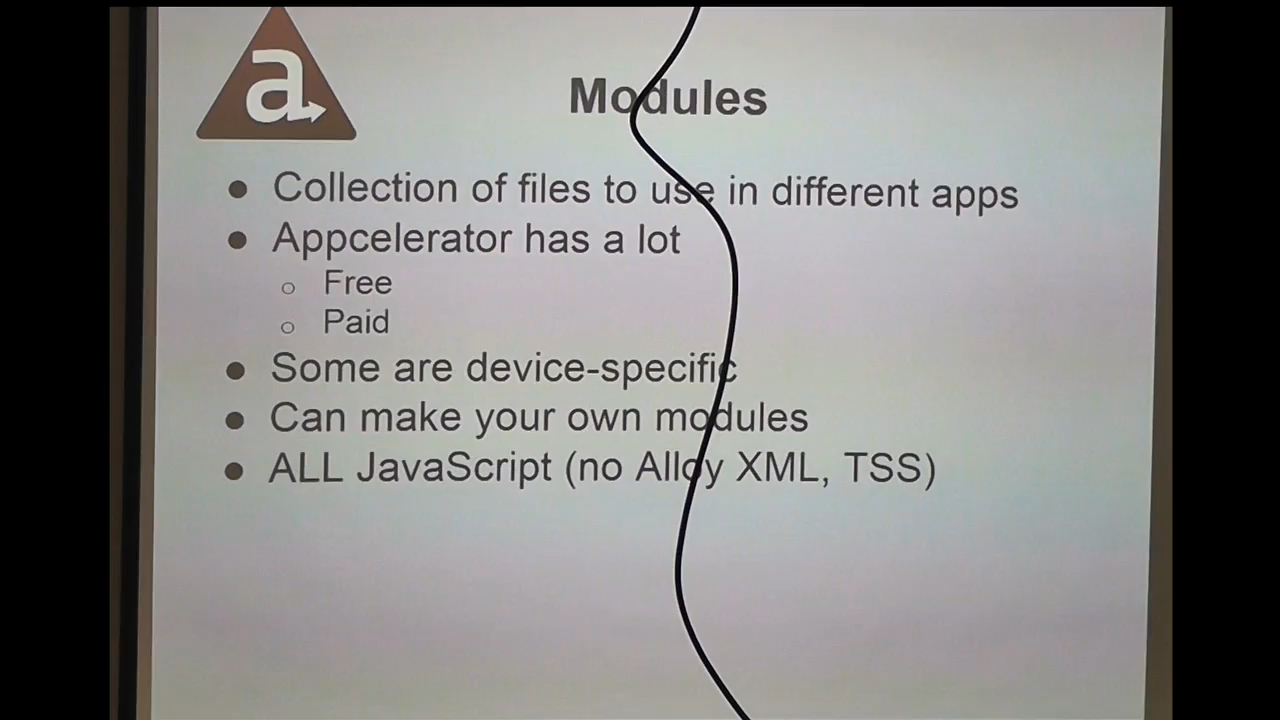 a
Modules
● Collection of files to use in different apps
● Appcelerator has a lot
○ Free
○ Paid
● Some are device-specific
● Can make your own modules
● ALL JavaScript (no Alloy XML, TSS)